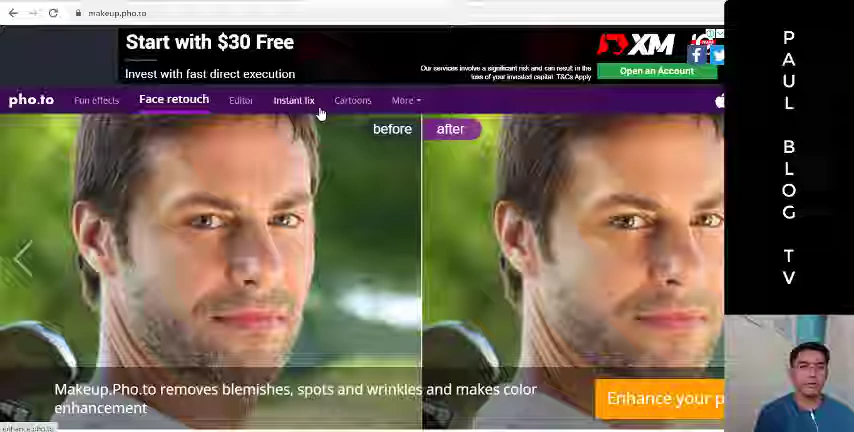 makeup.pho.to
Start with $30 Free
Invest with fast direct execution
XM
Our services involve a significant risk and can result in the
loss of your invested capital. T&Cs Apply
Open an Account
pho.to
Fun effects
Face retouch
Editor
Instant fix
Cartoons
More
before
after
Makeup.Pho.to removes blemishes, spots and wrinkles and makes color
enhancement
Enhance your p
PAUL
BLOG
TV